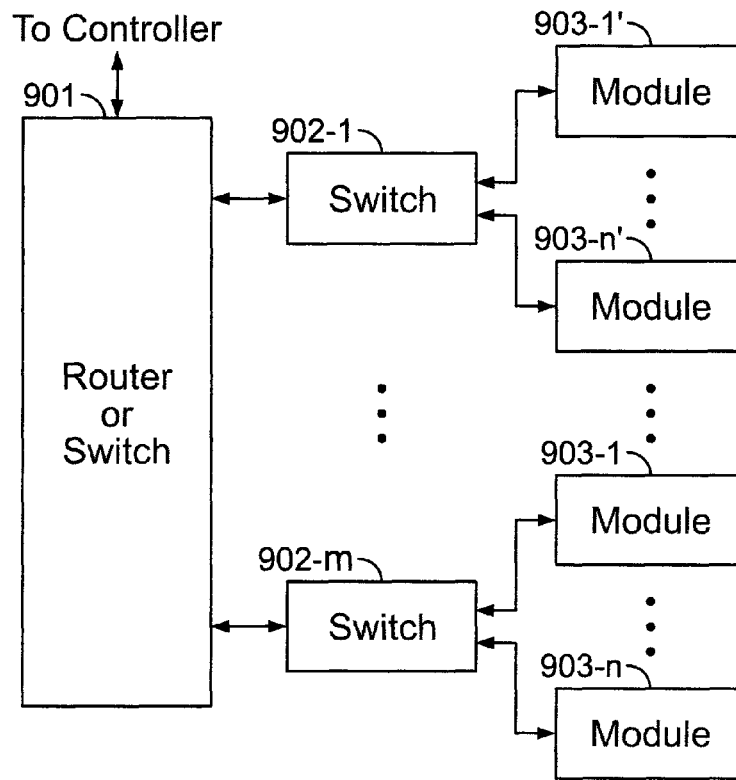 To Controller
901
Router
or
Switch
902-1
Switch
903-1'
Module
903-n'
Module
902-m
Switch
903-1
Module
903-n
Module